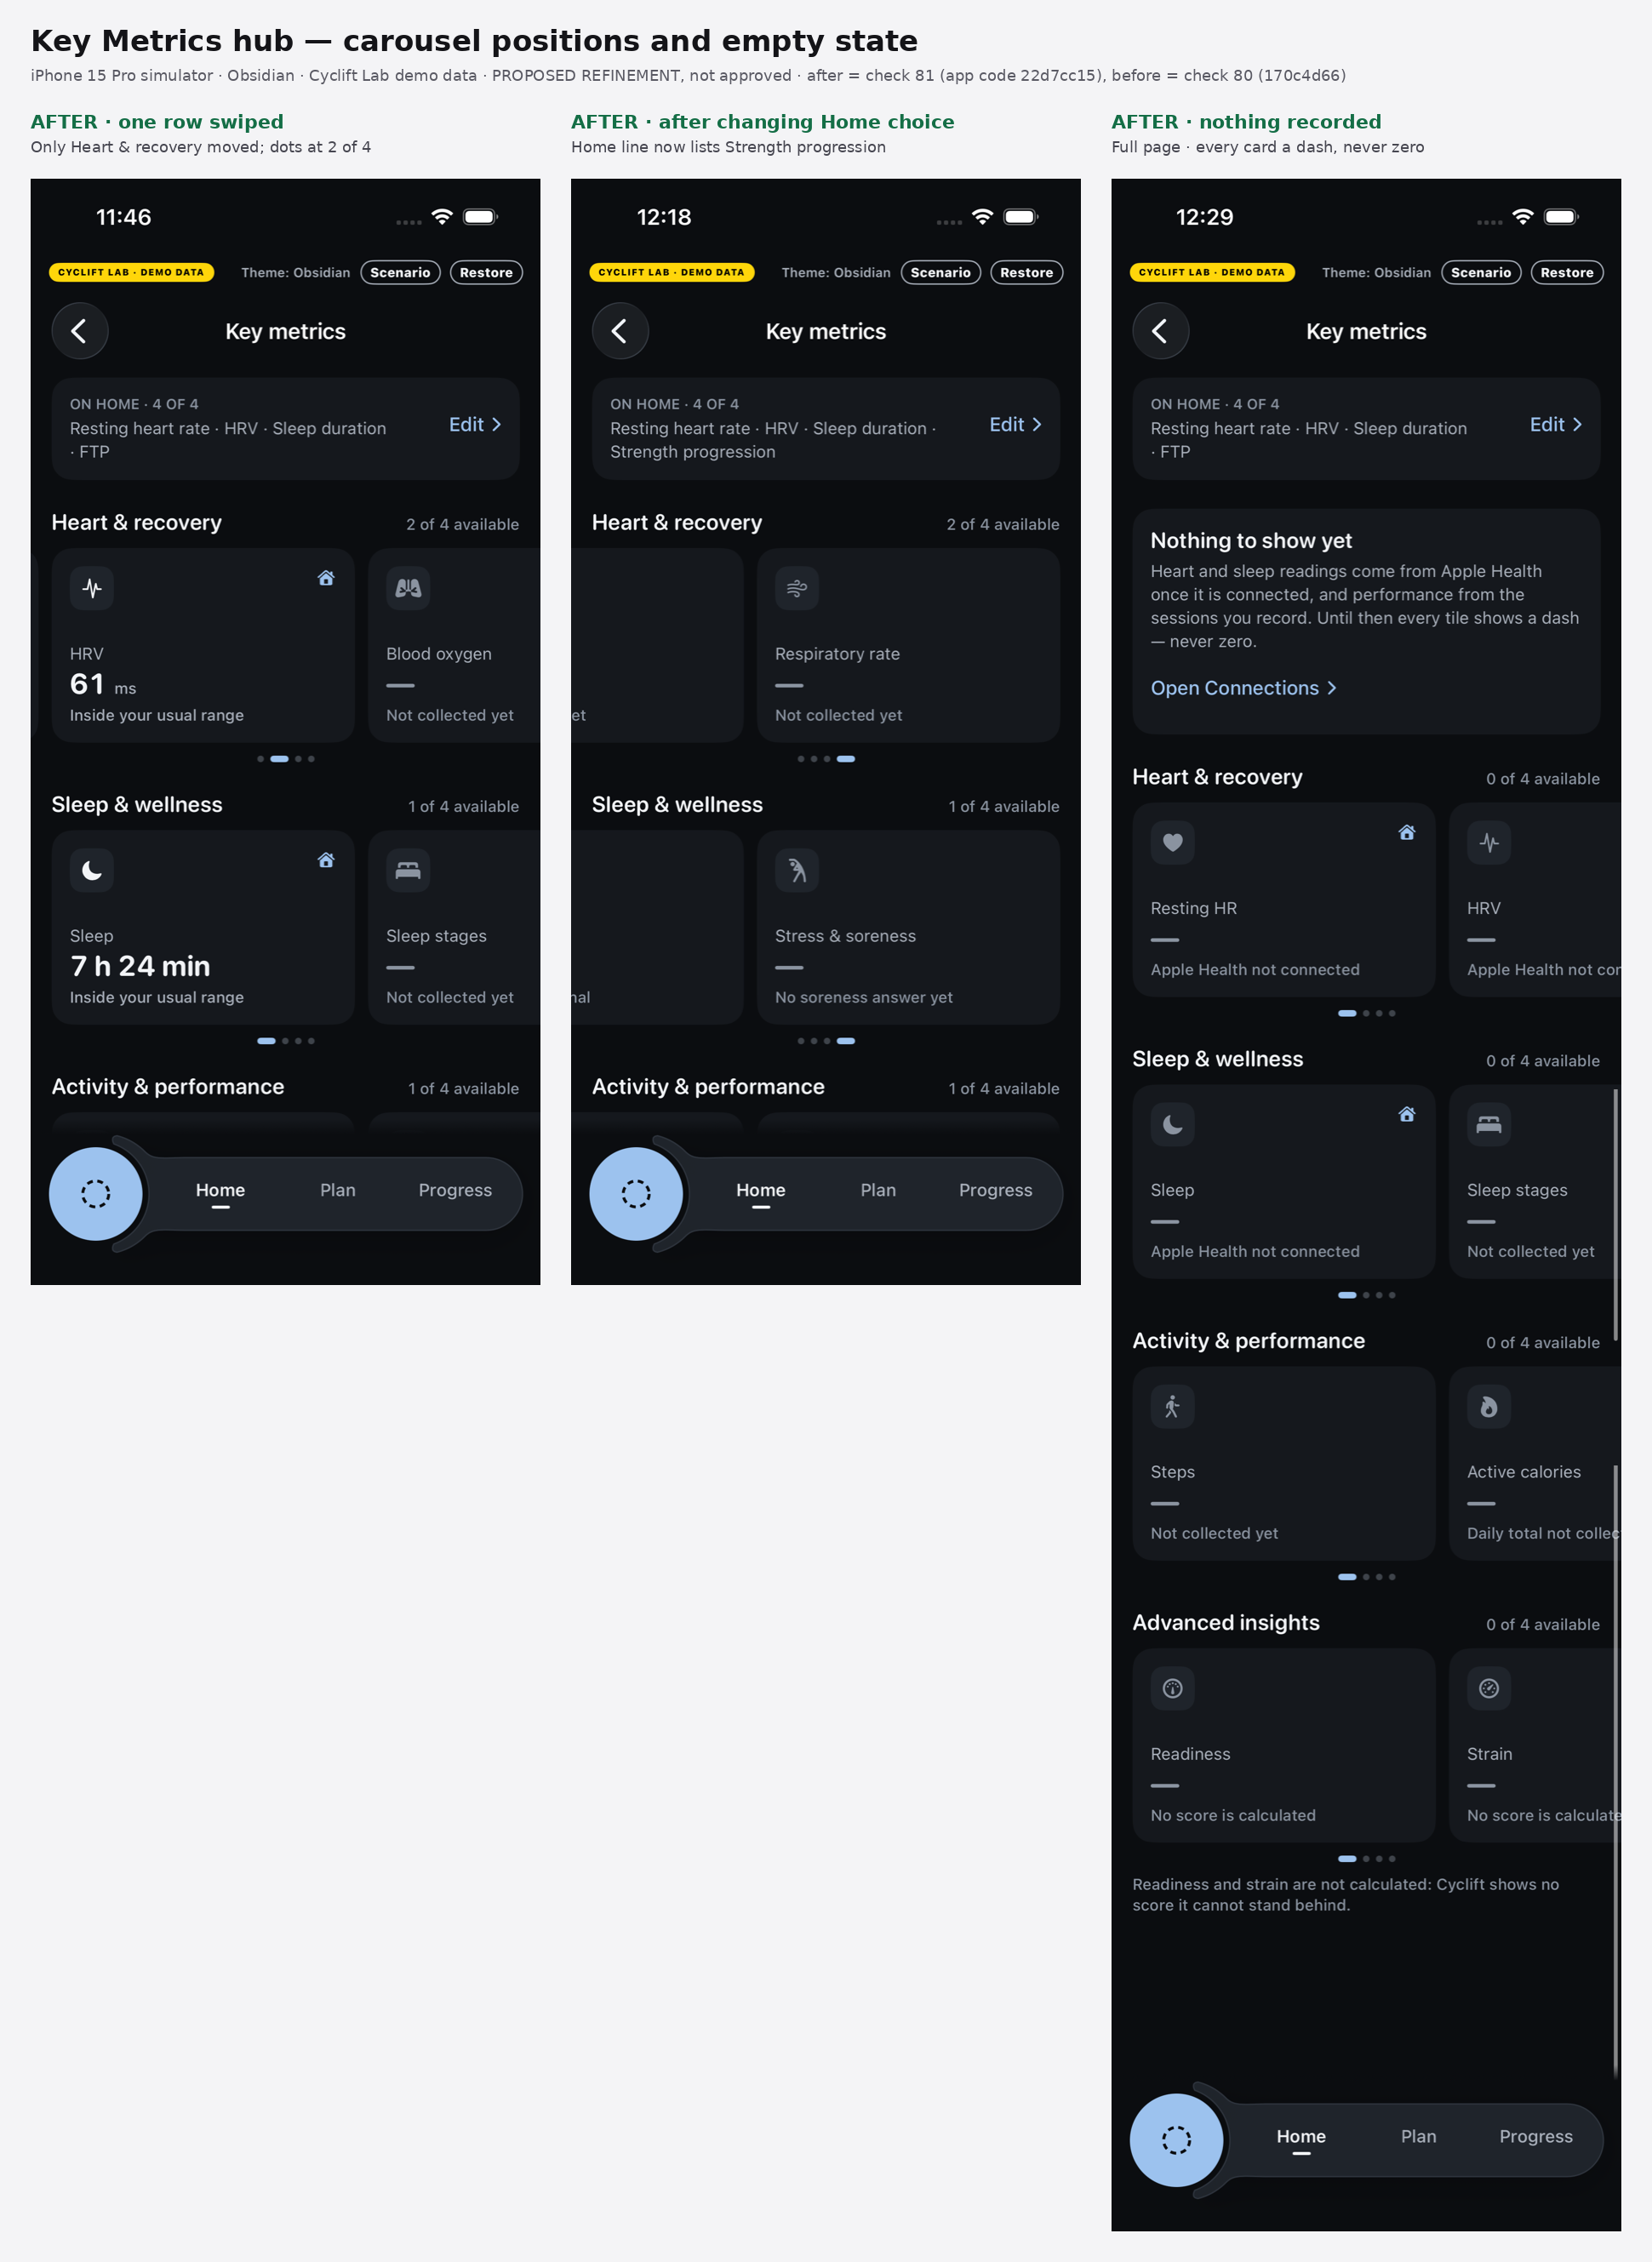 Key Metrics hub — carousel positions and empty state
iPhone 15 Pro simulator · Obsidian · Cyclift Lab demo data · PROPOSED REFINEMENT, not approved · after = check 81 (app code 22d7cc15), before = check 80 (170c4d66)
AFTER · one row swiped
Only Heart & recovery moved; dots at 2 of 4
11:46
CYCLIFT LAB · DEMO DATA
Theme: Obsidian
Scenario
Restore
Key metrics
ON HOME · 4 OF 4
Resting heart rate · HRV · Sleep duration
· FTP
Edit
Heart & recovery
2 of 4 available
HRV
61 ms
Inside your usual range
Blood oxygen
—
Not collected yet
Sleep & wellness
1 of 4 available
Sleep
7 h 24 min
Inside your usual range
Sleep stages
—
Not collected yet
Activity & performance
1 of 4 available
Home
Plan
Progress
AFTER · after changing Home choice
Home line now lists Strength progression
12:18
CYCLIFT LAB · DEMO DATA
Theme: Obsidian
Scenario
Restore
Key metrics
ON HOME · 4 OF 4
Resting heart rate · HRV · Sleep duration ·
Strength progression
Edit
Heart & recovery
2 of 4 available
et
Respiratory rate
—
Not collected yet
Sleep & wellness
1 of 4 available
nal
Stress & soreness
—
No soreness answer yet
Activity & performance
1 of 4 available
Home
Plan
Progress
AFTER · nothing recorded
Full page · every card a dash, never zero
12:29
CYCLIFT LAB · DEMO DATA
Theme: Obsidian
Scenario
Restore
Key metrics
ON HOME · 4 OF 4
Resting heart rate · HRV · Sleep duration
· FTP
Edit
Nothing to show yet
Heart and sleep readings come from Apple Health
once it is connected, and performance from the
sessions you record. Until then every tile shows a dash
— never zero.
Open Connections
Heart & recovery
0 of 4 available
Resting HR
—
Apple Health not connected
HRV
—
Apple Health not con
Sleep & wellness
0 of 4 available
Sleep
—
Apple Health not connected
Sleep stages
—
Not collected yet
Activity & performance
0 of 4 available
Steps
—
Not collected yet
Active calories
—
Daily total not collec
Advanced insights
0 of 4 available
Readiness
—
No score is calculated
Strain
—
No score is calculate
Readiness and strain are not calculated: Cyclift shows no
score it cannot stand behind.
Home
Plan
Progress